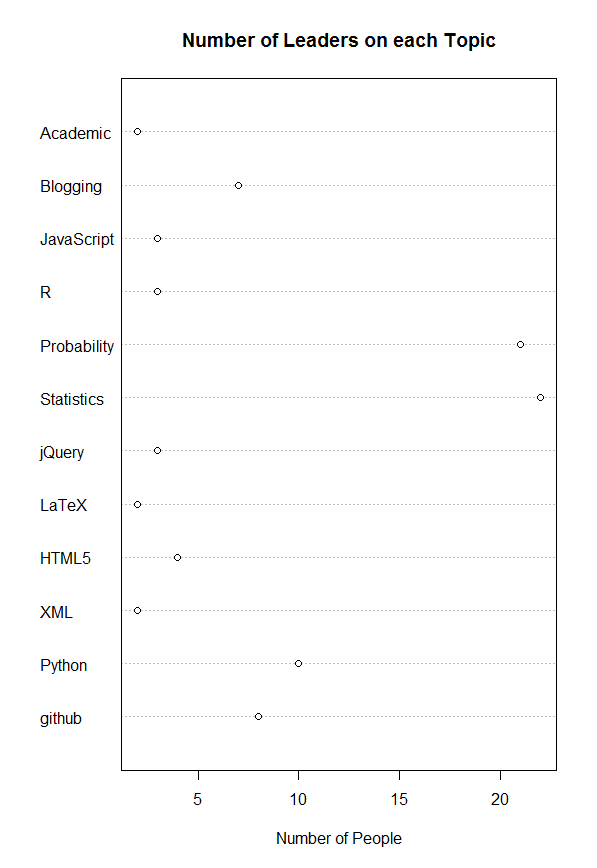 Number of Leaders on each Topic
Academic
Blogging
JavaScript
R
Probability
Statistics
jQuery
LaTeX
HTML5
XML
Python
github
5 10 15 20
Number of People